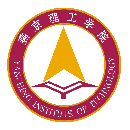 燕京理工学院
YANCHING INSTITUTE OF TECHNOLOGY